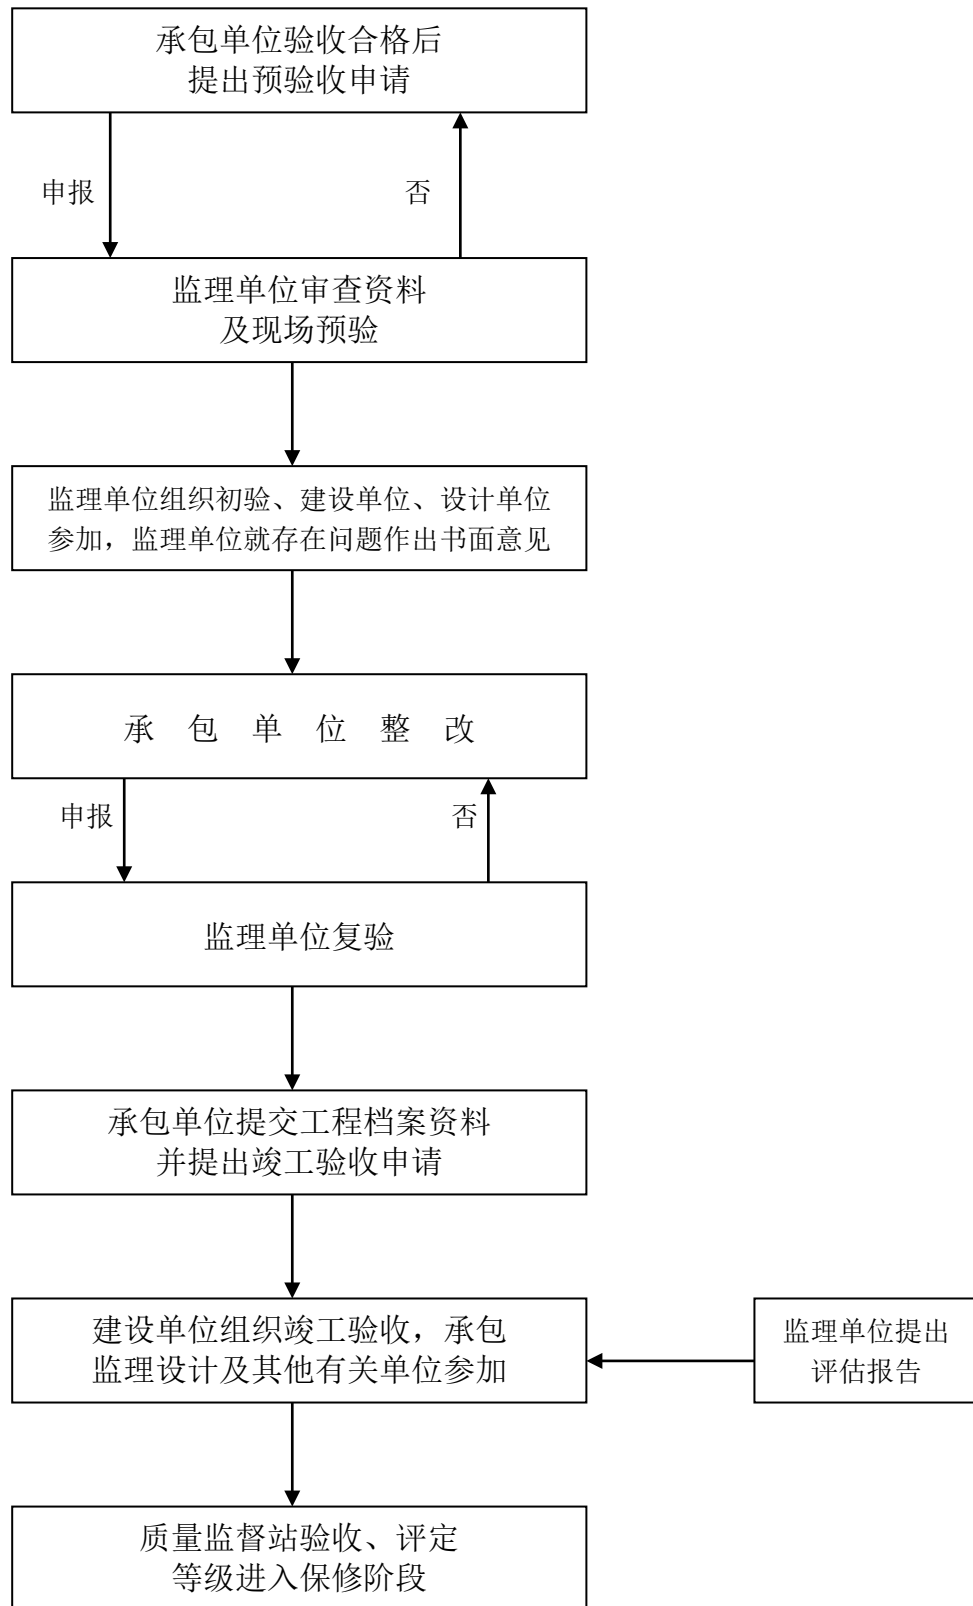 承包单位验收合格后
提出预验收申请
申报
否
监理单位审查资料
及现场预验
监理单位组织初验、建设单位、设计单位
参加，监理单位就存在问题作出书面意见
承 包 单 位 整 改
申报
否
监理单位复验
承包单位提交工程档案资料
并提出竣工验收申请
建设单位组织竣工验收，承包
监理设计及其他有关单位参加
监理单位提出
评估报告
质量监督站验收、评定
等级进入保修阶段